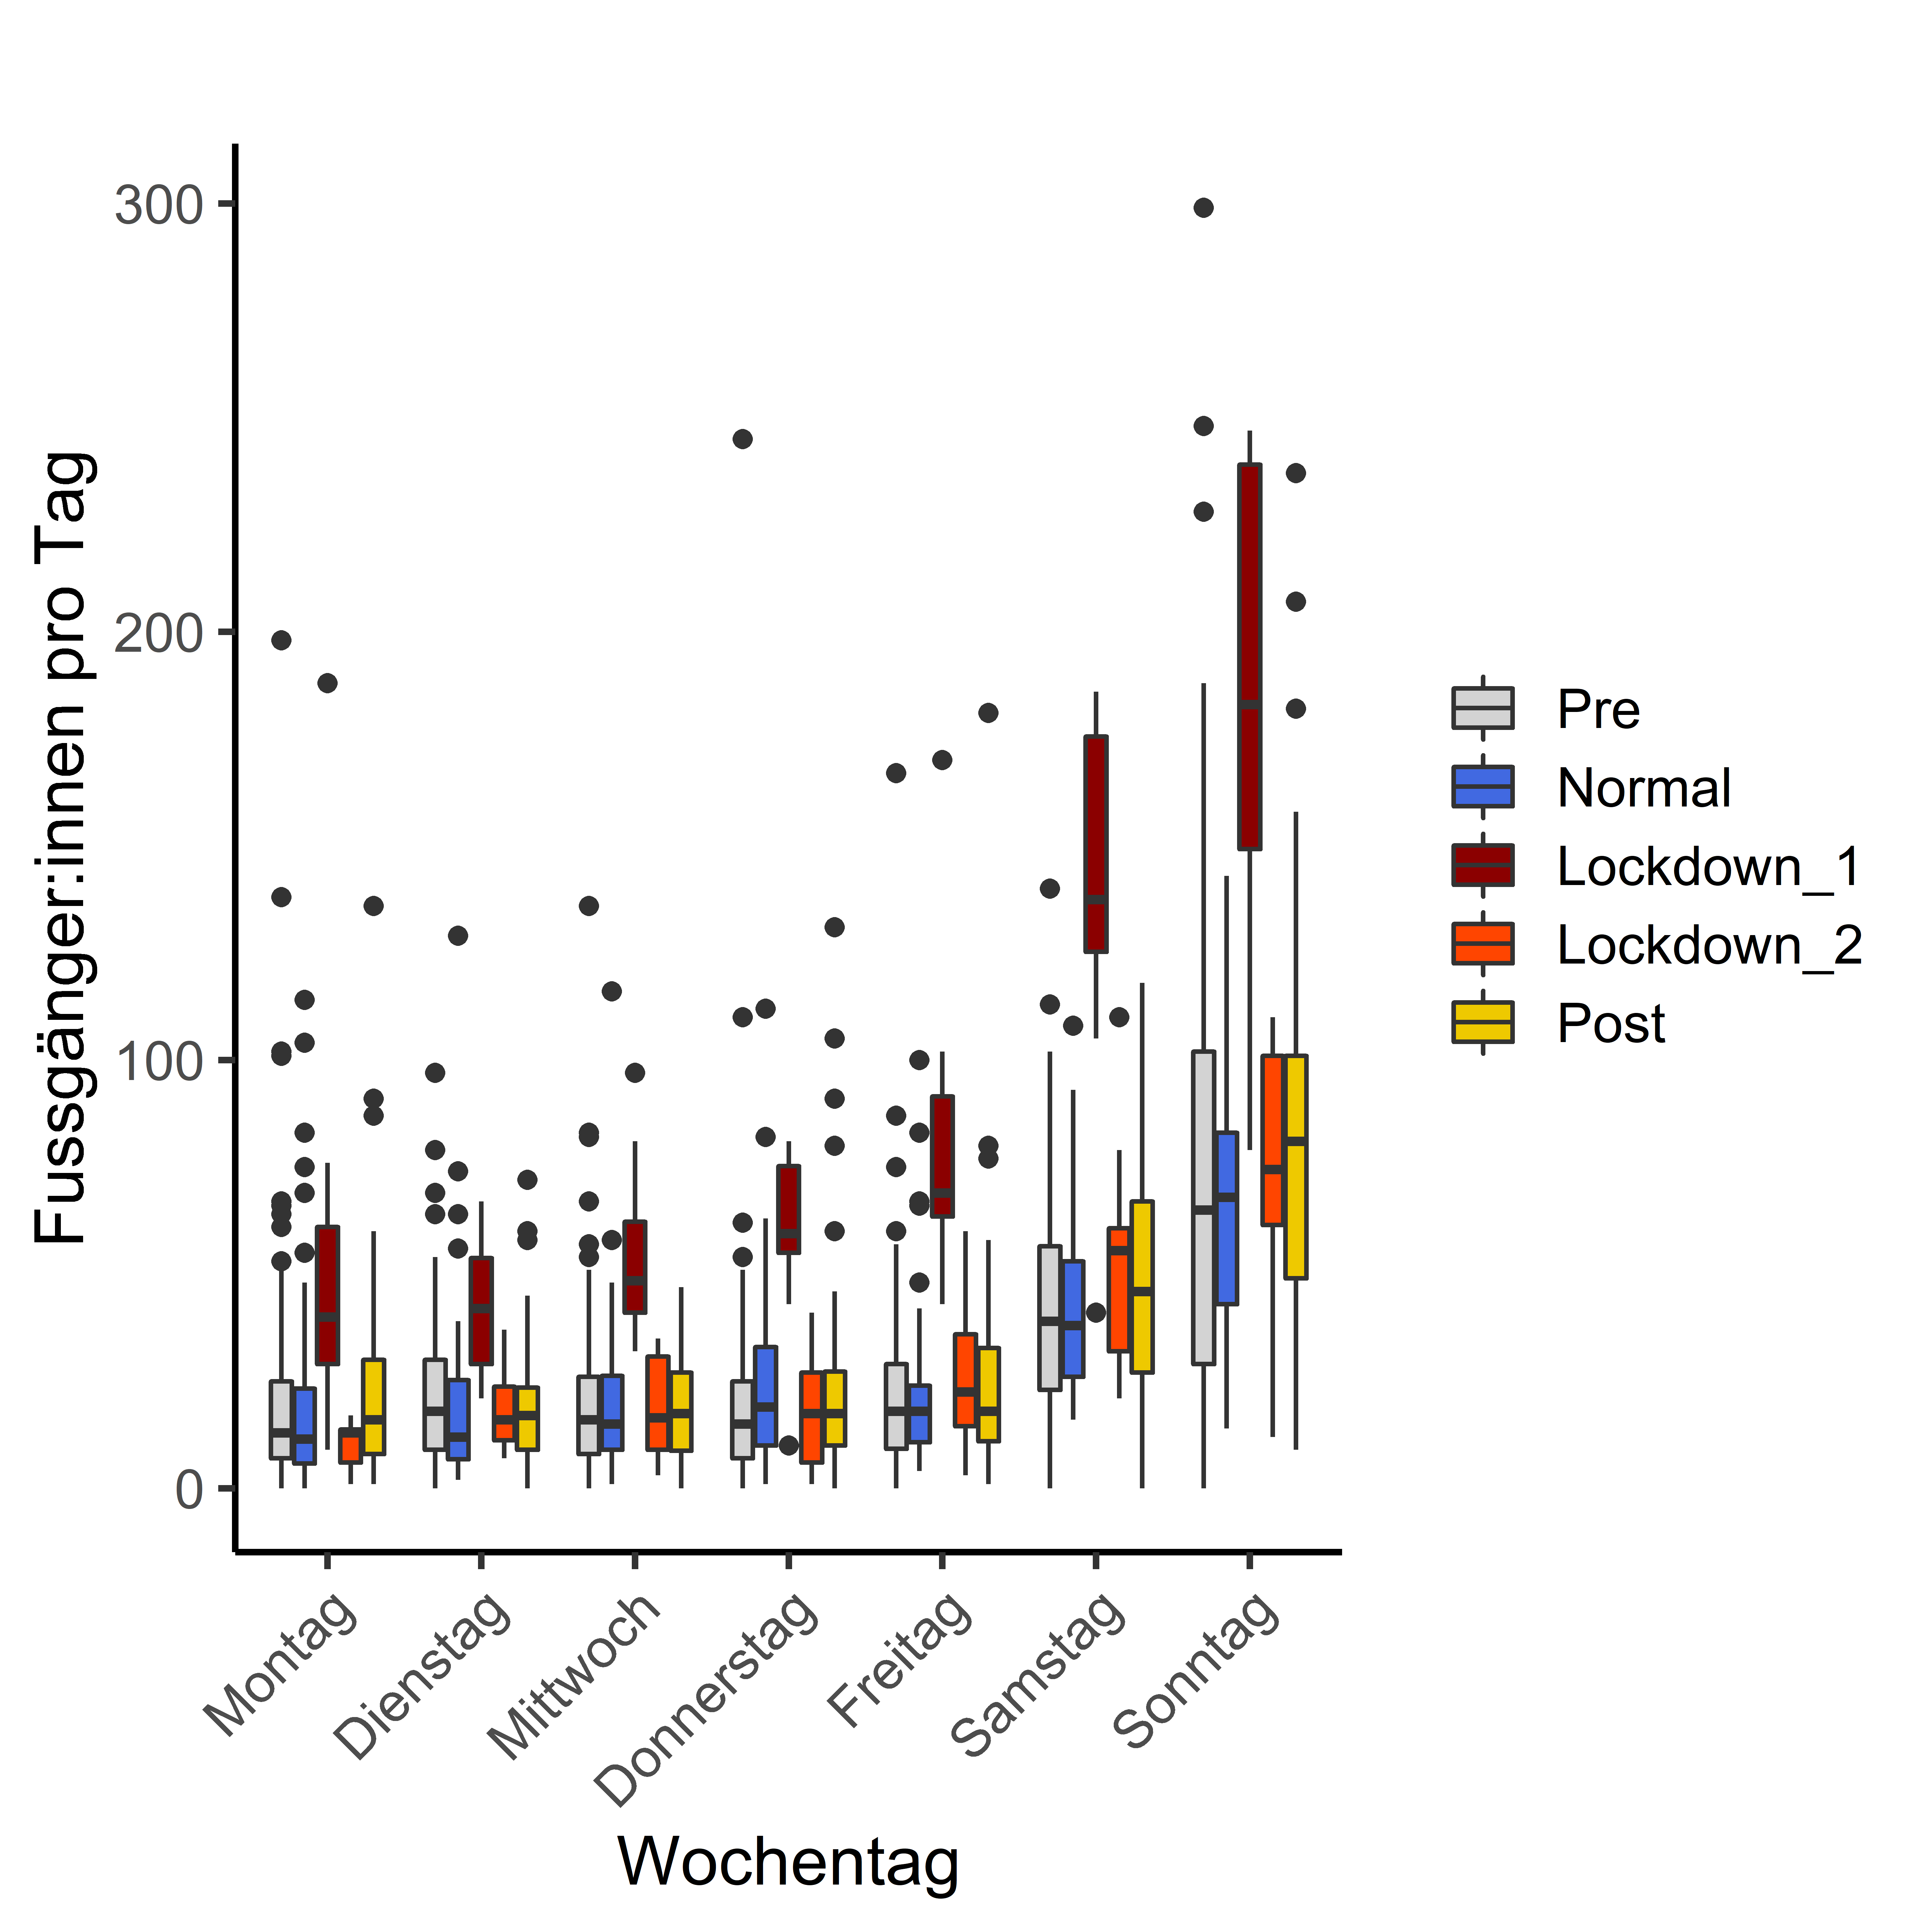 Fussgänger:innen pro Tag
300
200
100
0
Montag
Dienstag
Mittwoch
Donnerstag
Freitag
Samstag
Sonntag
Wochentag
Pre
Normal
Lockdown_1
Lockdown_2
Post